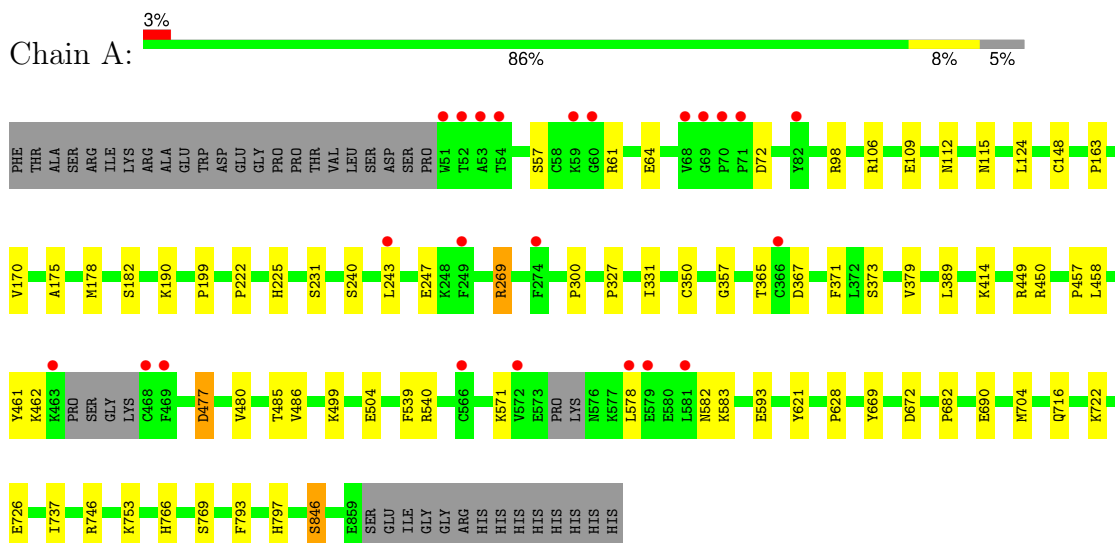 3%
Chain A:
86% 8% 5%
PHE THR ALA SER ARG ILE LYS ARG ALA GLU TRP ASP GLU GLY PRO PRO THR VAL LEU SER ASP SER PRO W51 T52 A53 T54 S57 C58 K59 G60 R61 E64 V68 G69 P70 P71 D72 Y82 R98 R106 E109 N112 N115 L124 C148 P163
V170 A175 M178 S182 K190 P199 P222 H225 S231 S240 L243 E247 K248 F249 R269 F274 P300 P327 I331 C350 G357 T365 C366 D367 F371 L372 S373 V379 L389 K414 R449 R450 P457 L458
Y461 K462 K463 PRO SER GLY LYS C468 F469 D477 V480 T485 V486 K499 E504 F539 R540 C566 K571 V572 E573 PRO LYS N576 K577 L578 E579 E580 L581 N582 K583 E593 Y621 P628 Y669 D672 P682 E690 M704 Q716 K722
E726 I737 R746 K753 H766 S769 F793 H797 S846 E859 SER GLU ILE GLY GLY ARG HIS HIS HIS HIS HIS HIS HIS